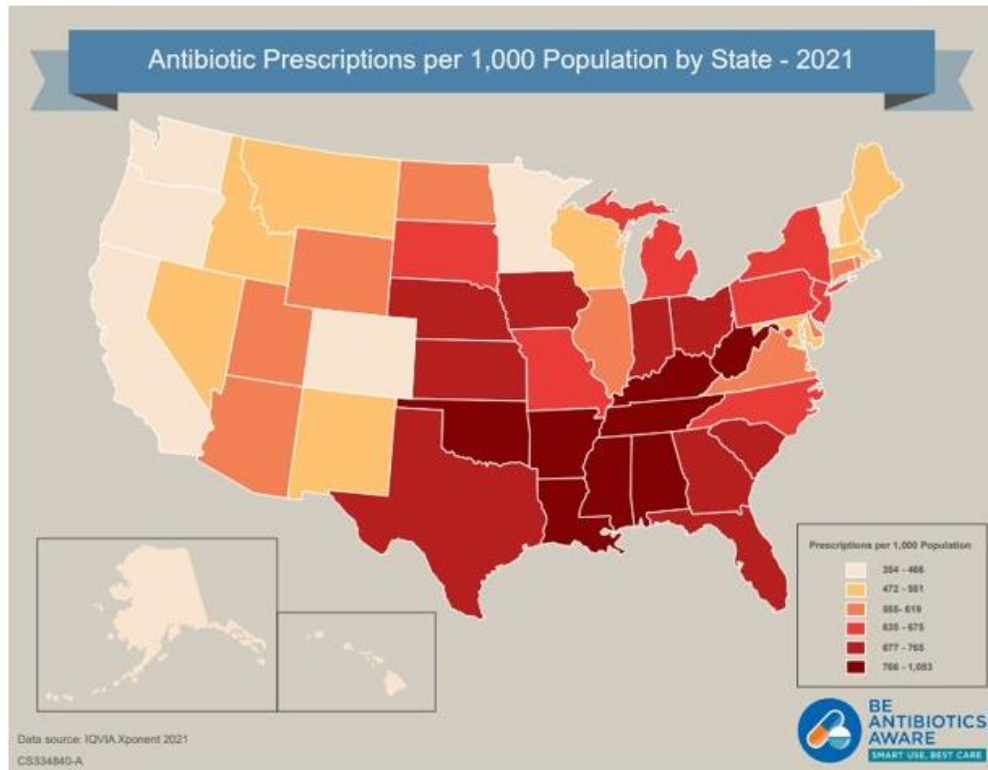 Antibiotic Prescriptions per 1,000 Population by State - 2021
Prescriptions per 1,000 Population
354 - 466
472 - 551
555- 619
635 - 675
677 - 765
766 - 1,083
Data source: IQVIA Xponent 2021
CS334840-A
BE
ANTIBIOTICS
AWARE
SMART USE, BEST CARE